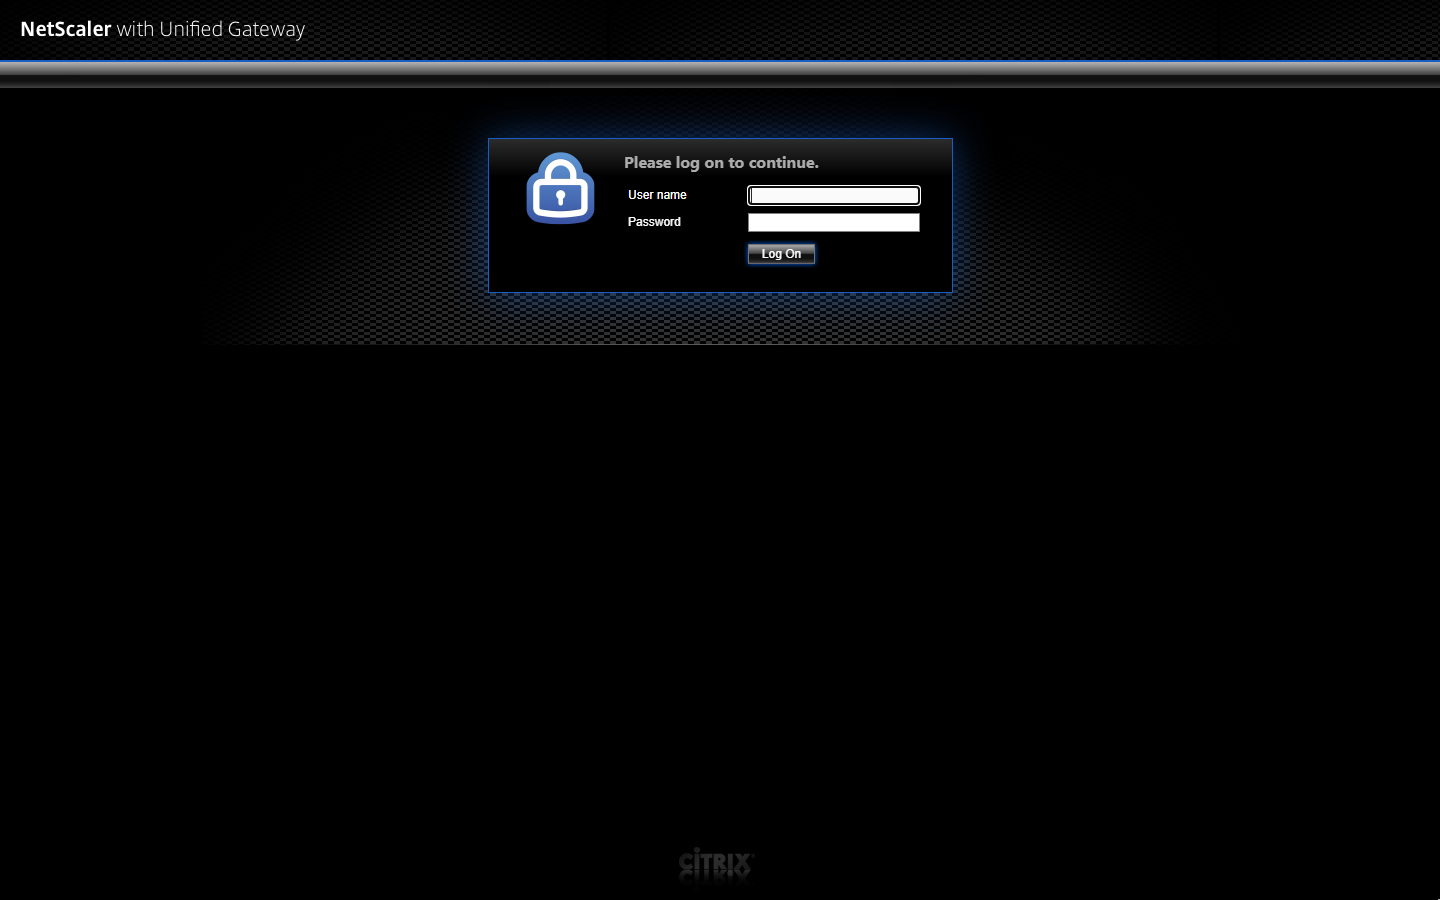 NetScaler with Unified Gateway
Please log on to continue.
User name
Password
Log On
CiTRIX